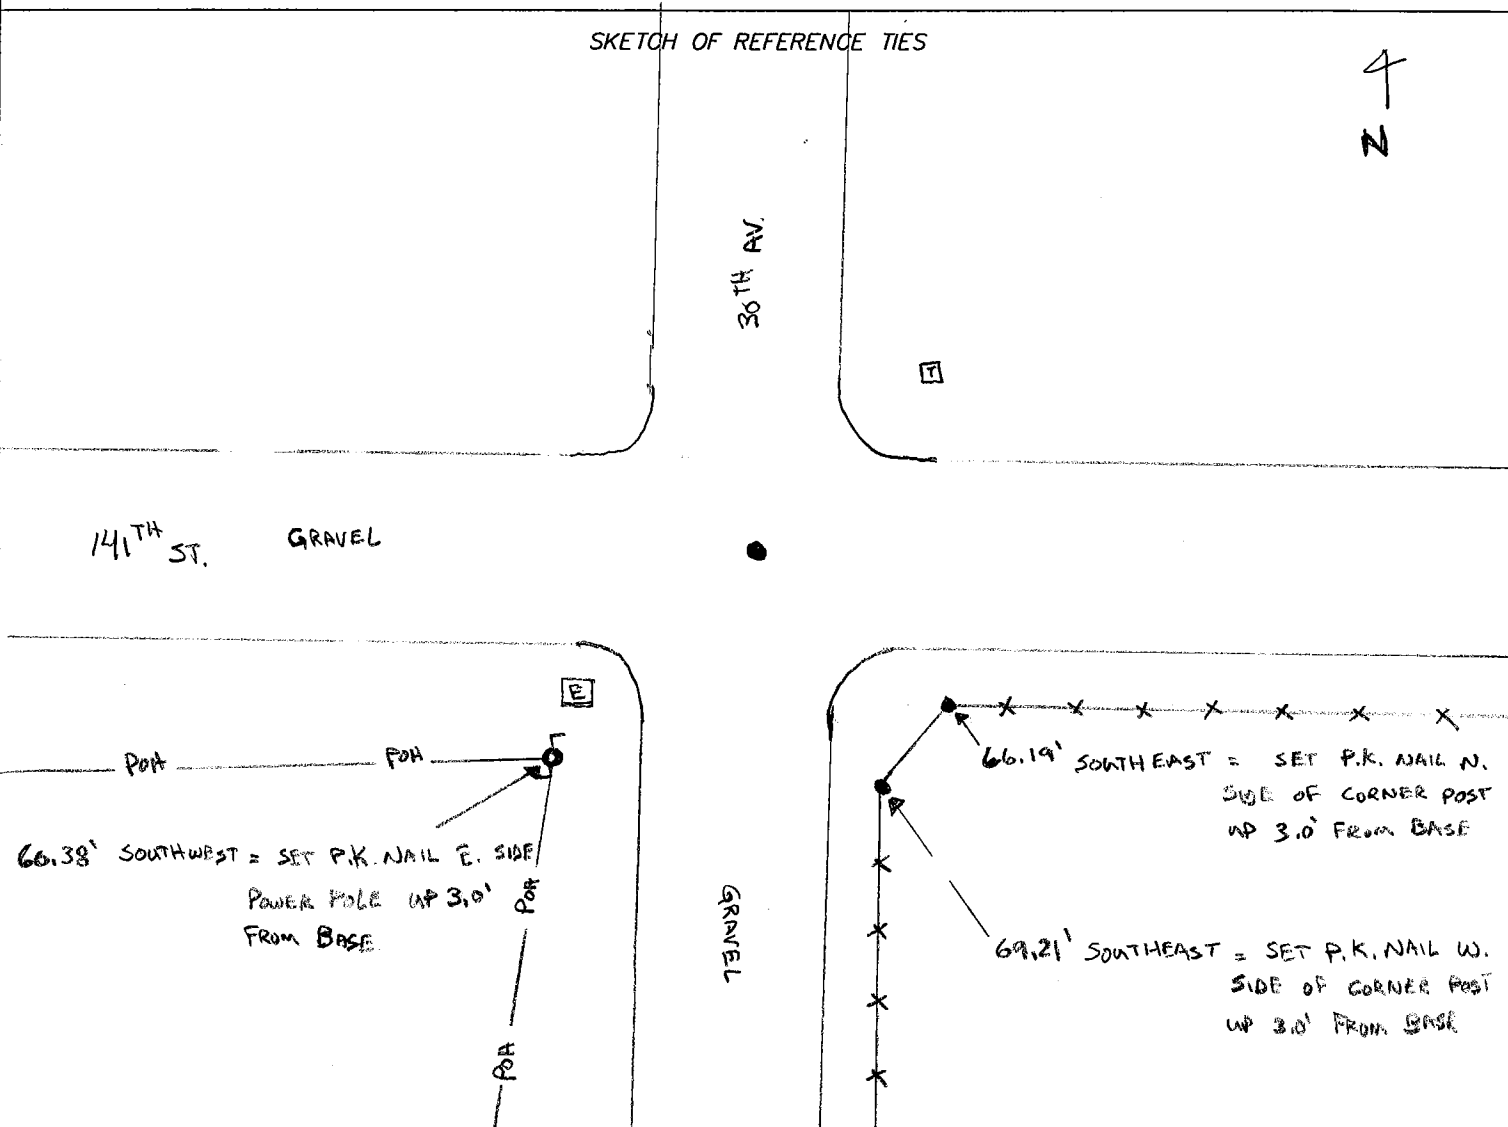 SKETCH OF REFERENCE TIES
N
30TH AV.
T
141TH ST. GRAVEL
E
POH POH
66.19' SOUTHEAST = SET P.K. NAIL N.
SIDE OF CORNER POST
UP 3.0' FROM BASE
66.38' SOUTHWEST = SET P.K. NAIL E. SIDE
POWER POLE UP 3.0'
FROM BASE
POH
GRAVEL
69.21' SOUTHEAST = SET P.K. NAIL W.
SIDE OF CORNER POST
UP 3.0' FROM BASE
POH